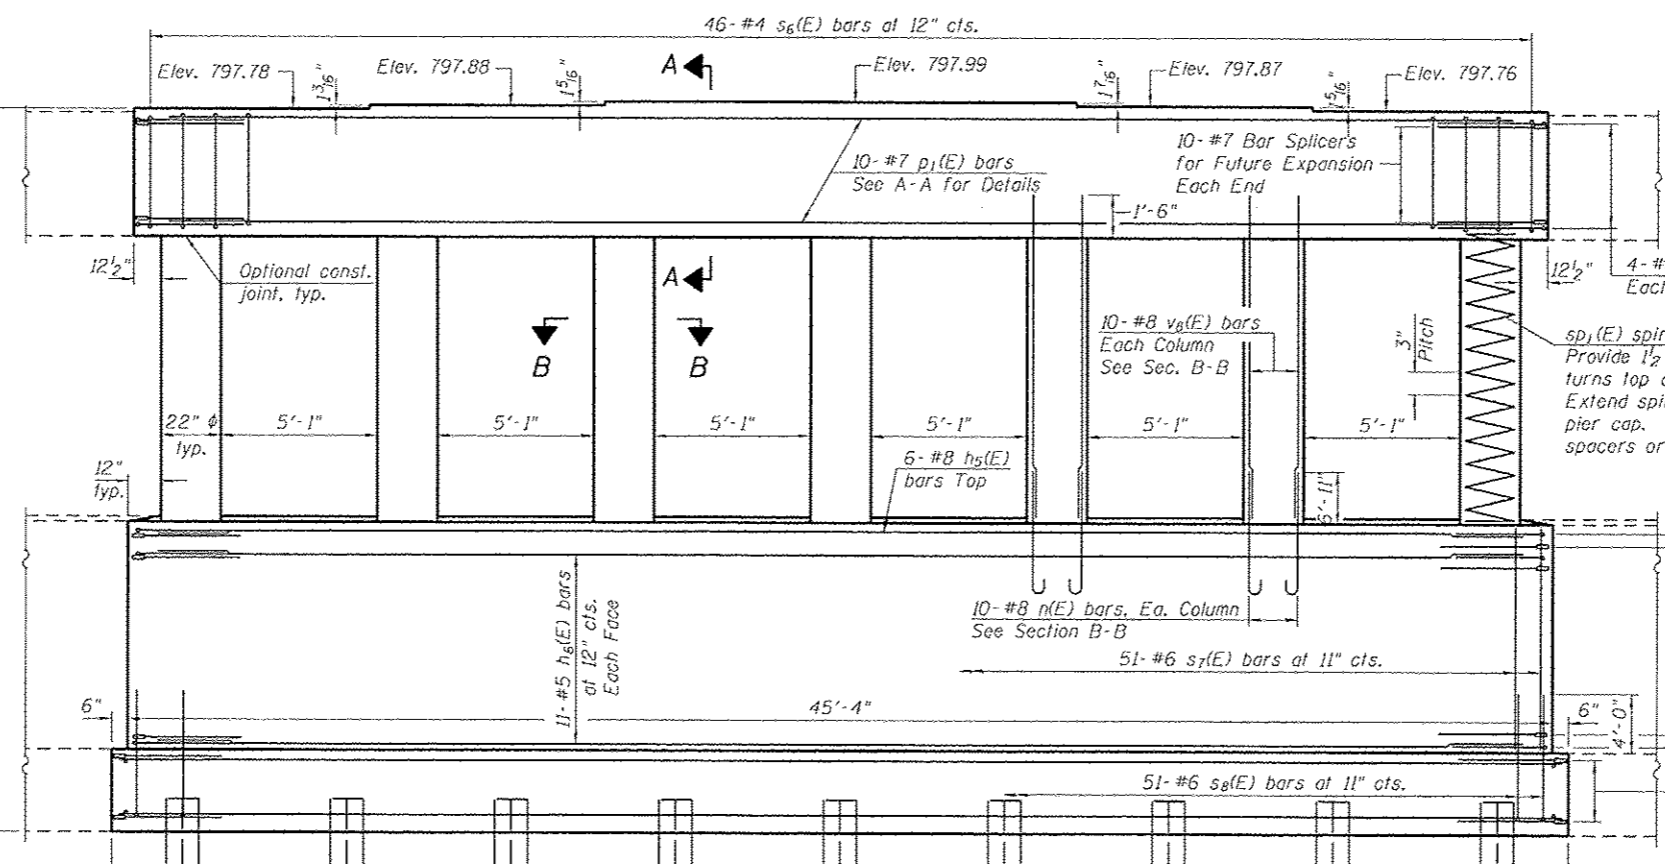 46-#4 s6(E) bars at 12" cts.
Elev. 797.78
Elev. 797.88
A
Elev. 797.99
Elev. 797.87
Elev. 797.76
1 3/16"
1 5/16"
1 7/16"
1 5/16"
10-#7 p1(E) bars
See A-A for Details
10-#7 Bar Splicers
for Future Expansion
Each End
1'-6"
12 1/2"
Optional const.
joint, typ.
A
12 1/2"
4-#
Each
B
B
10-#8 v8(E) bars
Each Column
See Sec. B-B
3"
Pitch
sp1(E) spir
Provide 1 1/2
turns top
Extend spi
pier cap.
spacers or
22" ϕ
typ.
5'-1"
5'-1"
5'-1"
5'-1"
5'-1"
5'-1"
12"
typ.
6-#8 h5(E)
bars Top
11-#5 h6(E) bars
at 12" cts.
Each Face
10-#8 n(E) bars, Ea. Column
See Section B-B
51-#6 s7(E) bars at 11" cts.
6"
45'-4"
6"
4'-0"
51-#6 s8(E) bars at 11" cts.